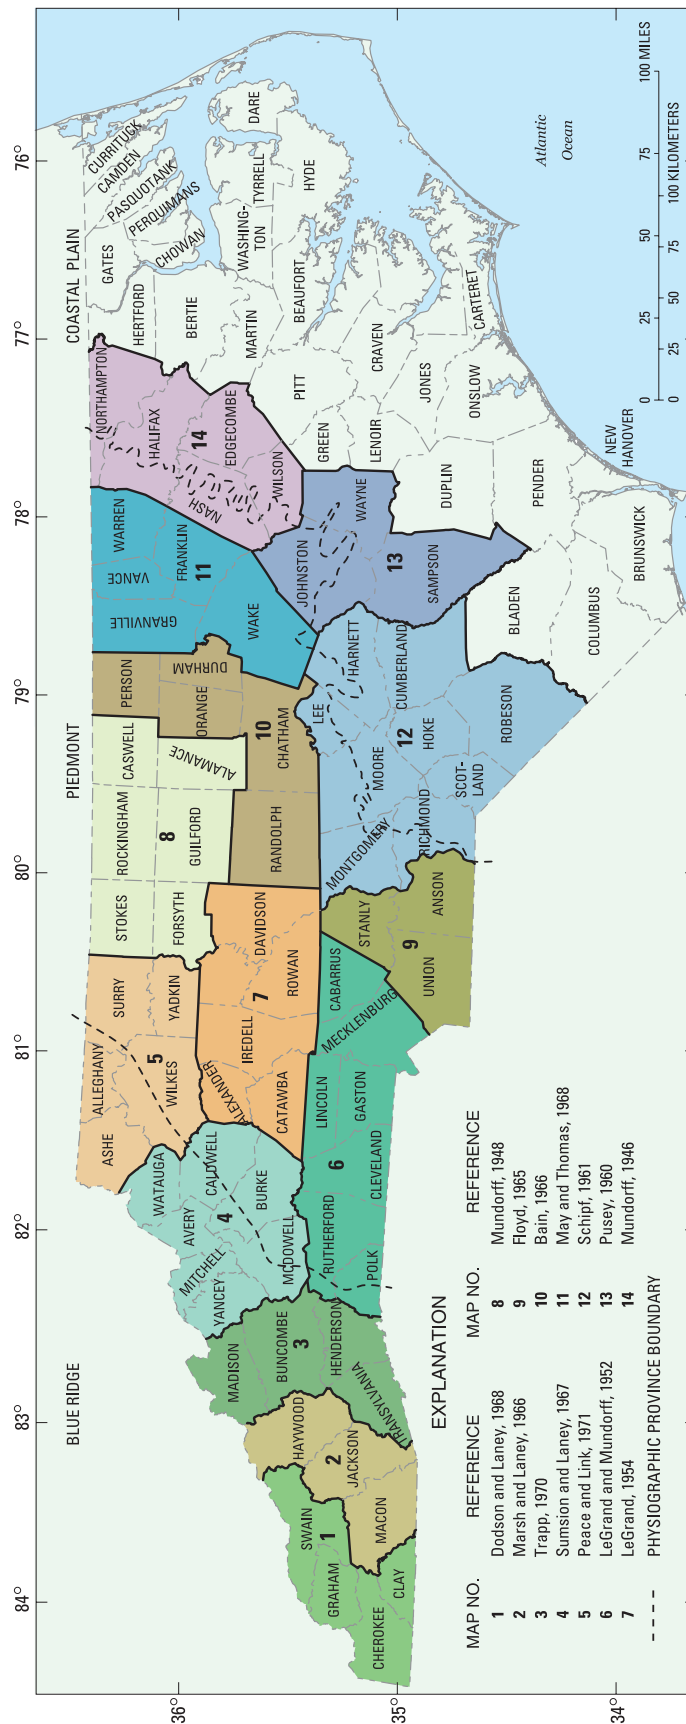 84°
83°
82°
81°
80°
79°
78°
77°
76°
36°
35°
34°
BLUE RIDGE
PIEDMONT
COASTAL PLAIN
CHEROKEE
GRAHAM
SWAIN
CLAY
1
MACON
JACKSON
HAYWOOD
2
MADISON
BUNCOMBE
HENDERSON
TRANSYLVANIA
3
YANCEY
MITCHELL
AVERY
WATAUGA
CALDWELL
BURKE
MCDOWELL
4
ASHE
ALLEGHANY
SURRY
WILKES
YADKIN
5
RUTHERFORD
POLK
CLEVELAND
LINCOLN
GASTON
MECKLENBURG
CABARRUS
6
ALEXANDER
CATAWBA
IREDELL
ROWAN
DAVIDSON
7
STOKES
ROCKINGHAM
CASWELL
FORSYTH
GUILFORD
ALAMANCE
8
UNION
STANLY
ANSON
9
PERSON
ORANGE
DURHAM
CHATHAM
RANDOLPH
10
GRANVILLE
VANCE
WARREN
FRANKLIN
WAKE
11
MONTGOMERY
RICHMOND
MOORE
LEE
HARNETT
CUMBERLAND
HOKE
SCOT-
LAND
ROBESON
12
JOHNSTON
WAYNE
SAMPSON
13
NORTHAMPTON
HALIFAX
EDGECOMBE
NASH
WILSON
14
GATES
HERTFORD
BERTIE
CHOWAN
PERQUIMANS
PASQUOTANK
CAMDEN
CURRITUCK
MARTIN
WASHING-
TON
TYRRELL
DARE
HYDE
BEAUFORT
PITT
GREEN
LENOIR
CRAVEN
JONES
CARTERET
ONSLOW
DUPLIN
PENDER
NEW
HANOVER
BLADEN
COLUMBUS
BRUNSWICK
Atlantic
Ocean
0 25 50 75 100 MILES
0 25 50 75 100 KILOMETERS
EXPLANATION
MAP NO. REFERENCE
1 Dodson and Laney, 1968
2 Marsh and Laney, 1966
3 Trapp, 1970
4 Sumsion and Laney, 1967
5 Peace and Link, 1971
6 LeGrand and Mundorff, 1952
7 LeGrand, 1954
MAP NO. REFERENCE
8 Mundorff, 1948
9 Floyd, 1965
10 Bain, 1966
11 May and Thomas, 1968
12 Schipf, 1961
13 Pusey, 1960
14 Mundorff, 1946
PHYSIOGRAPHIC PROVINCE BOUNDARY